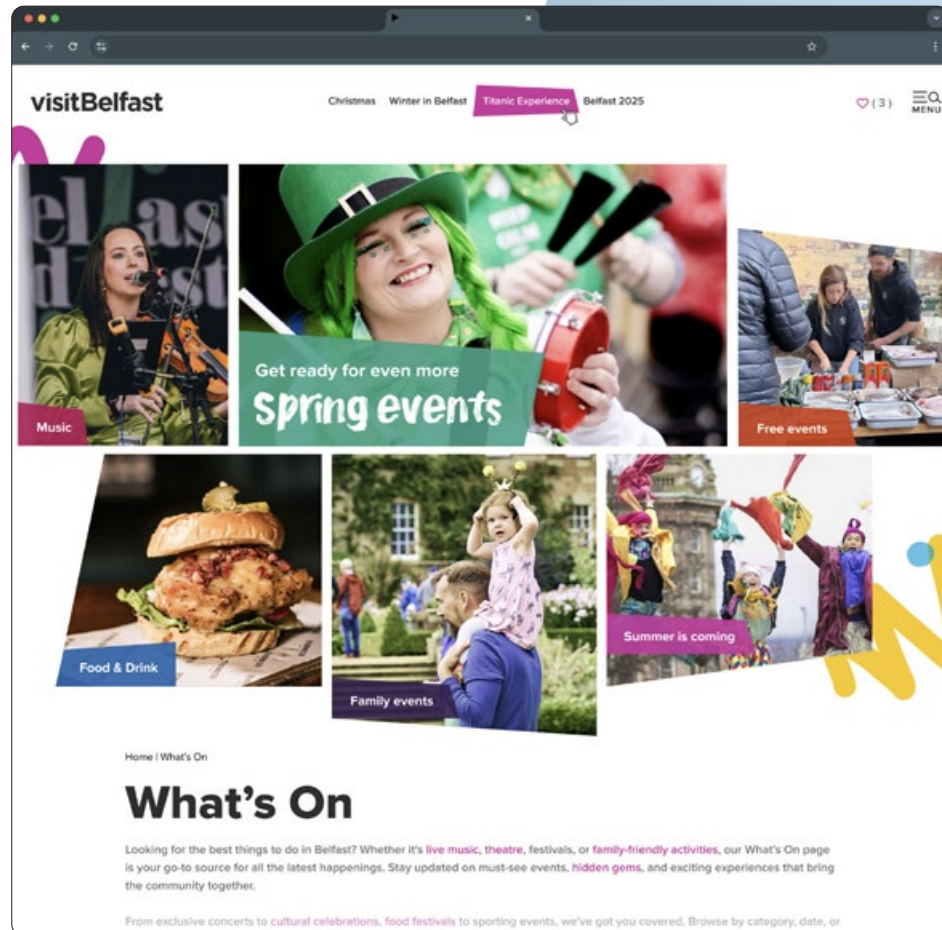 visitBelfast
Christmas Winter in Belfast Titanic Experience Belfast 2025
( 3 )
MENU
Music
Get ready for even more
Spring events
Free events
Food & Drink
Family events
Summer is coming
Home | What's On
What's On
Looking for the best things to do in Belfast? Whether it's live music, theatre, festivals, or family-friendly activities, our What's On page
is your go-to source for all the latest happenings. Stay updated on must-see events, hidden gems, and exciting experiences that bring
the community together.
From exclusive concerts to cultural celebrations, food festivals to sporting events, we've got you covered. Browse by category, date, or